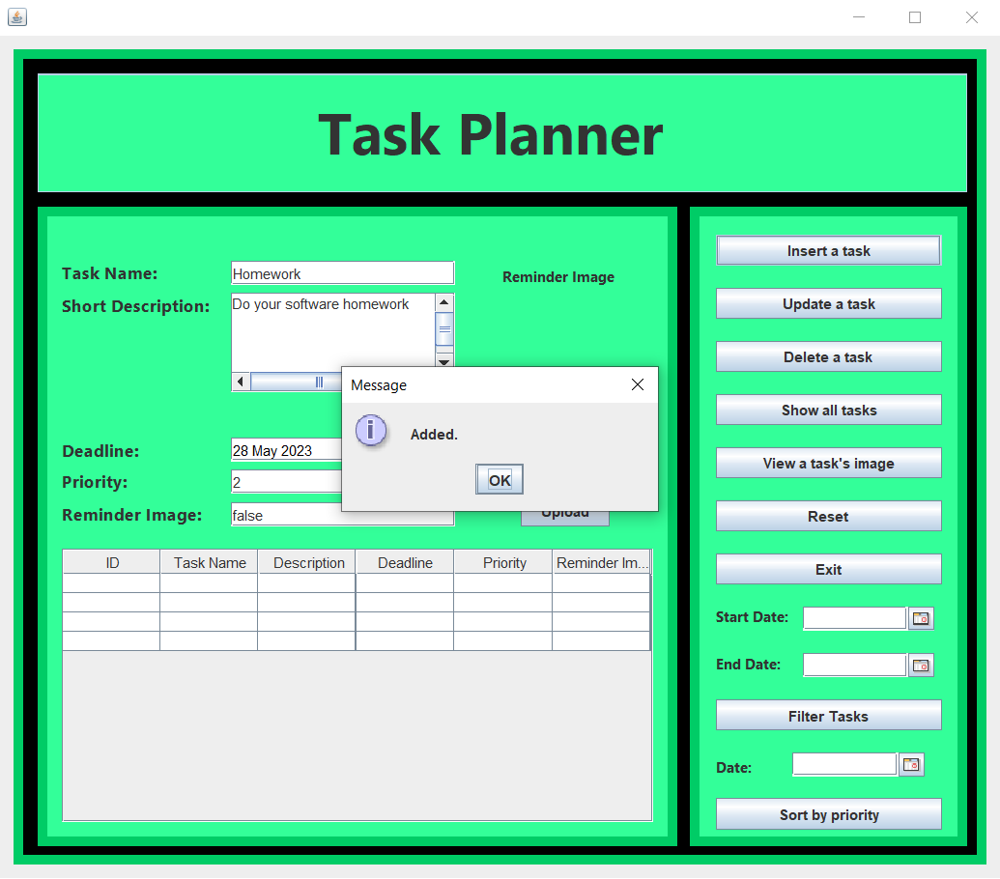 Task Planner
Task Name:
Homework
Reminder Image
Short Description:
Do your software homework
Message
Added.
OK
Deadline:
28 May 2023
Priority:
2
Reminder Image:
false
Upload
ID Task Name Description Deadline Priority Reminder Im...
Insert a task
Update a task
Delete a task
Show all tasks
View a task's image
Reset
Exit
Start Date:
End Date:
Filter Tasks
Date:
Sort by priority